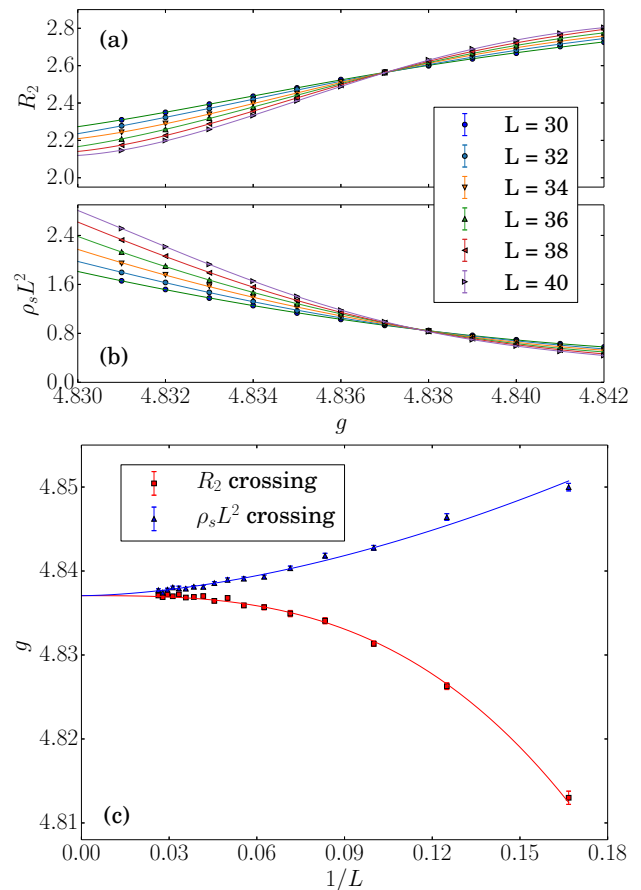 (a)
R₂
2.8
2.6
2.4
2.2
2.0
L = 30
L = 32
L = 34
L = 36
L = 38
L = 40
(b)
ρₛL²
2.4
1.6
0.8
0.0
4.830 4.832 4.834 4.836 4.838 4.840 4.842
g
R₂ crossing
ρₛL² crossing
g
4.85
4.84
4.83
4.82
4.81
(c)
0.00 0.03 0.06 0.09 0.12 0.15 0.18
1/L